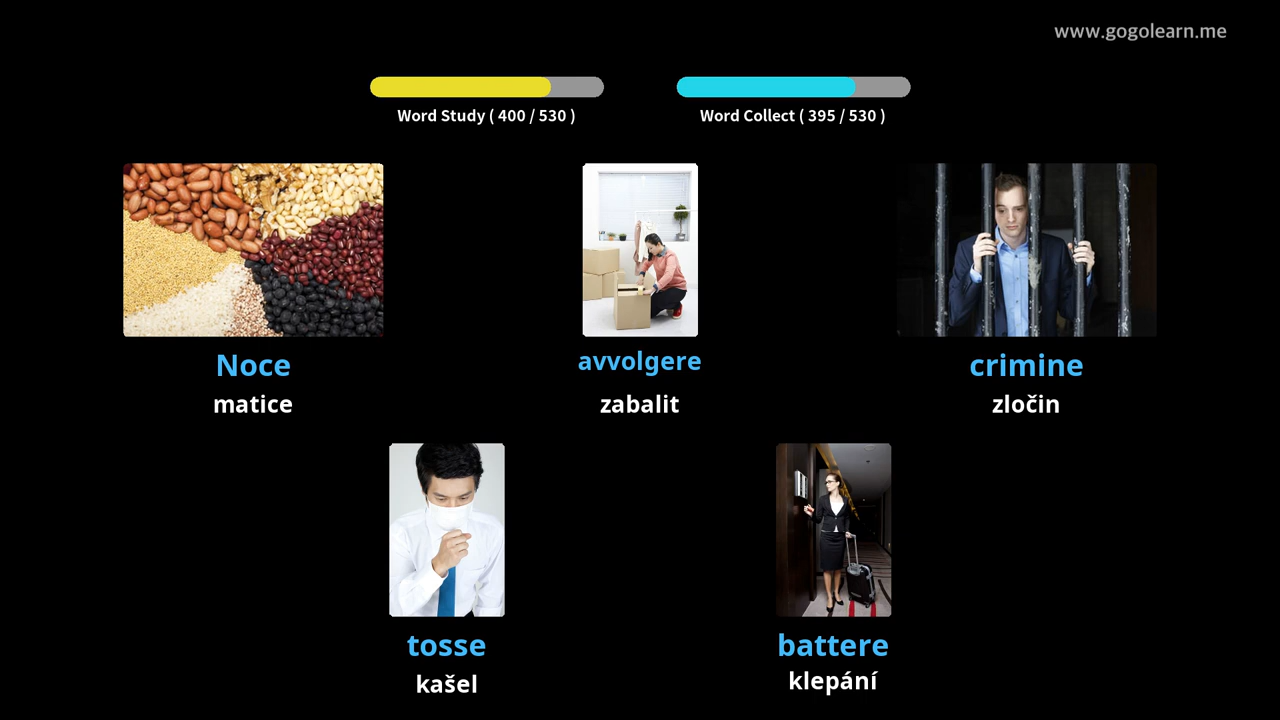 www.gogolearn.me
Word Study ( 400 / 530 )
Word Collect ( 395 / 530 )
Noce
matice
avvolgere
zabalit
crimine
zločin
tosse
kašel
battere
klepání